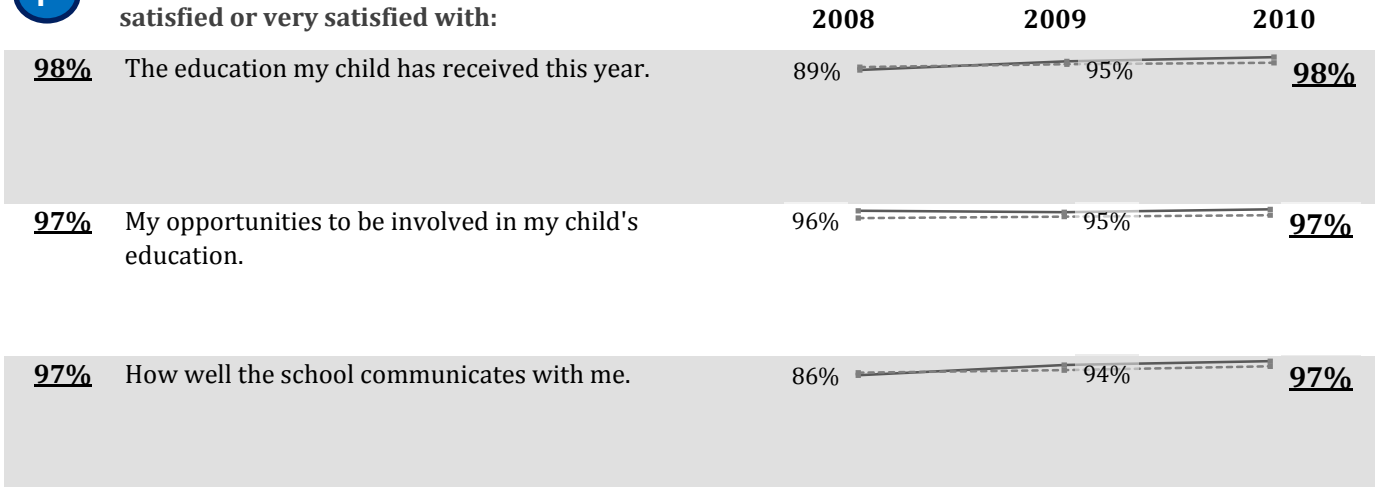 satisfied or very satisfied with: 2008 2009 2010
98% The education my child has received this year. 89% 95% 98%
97% My opportunities to be involved in my child's 96% 95% 97%
education.
97% How well the school communicates with me. 86% 94% 97%